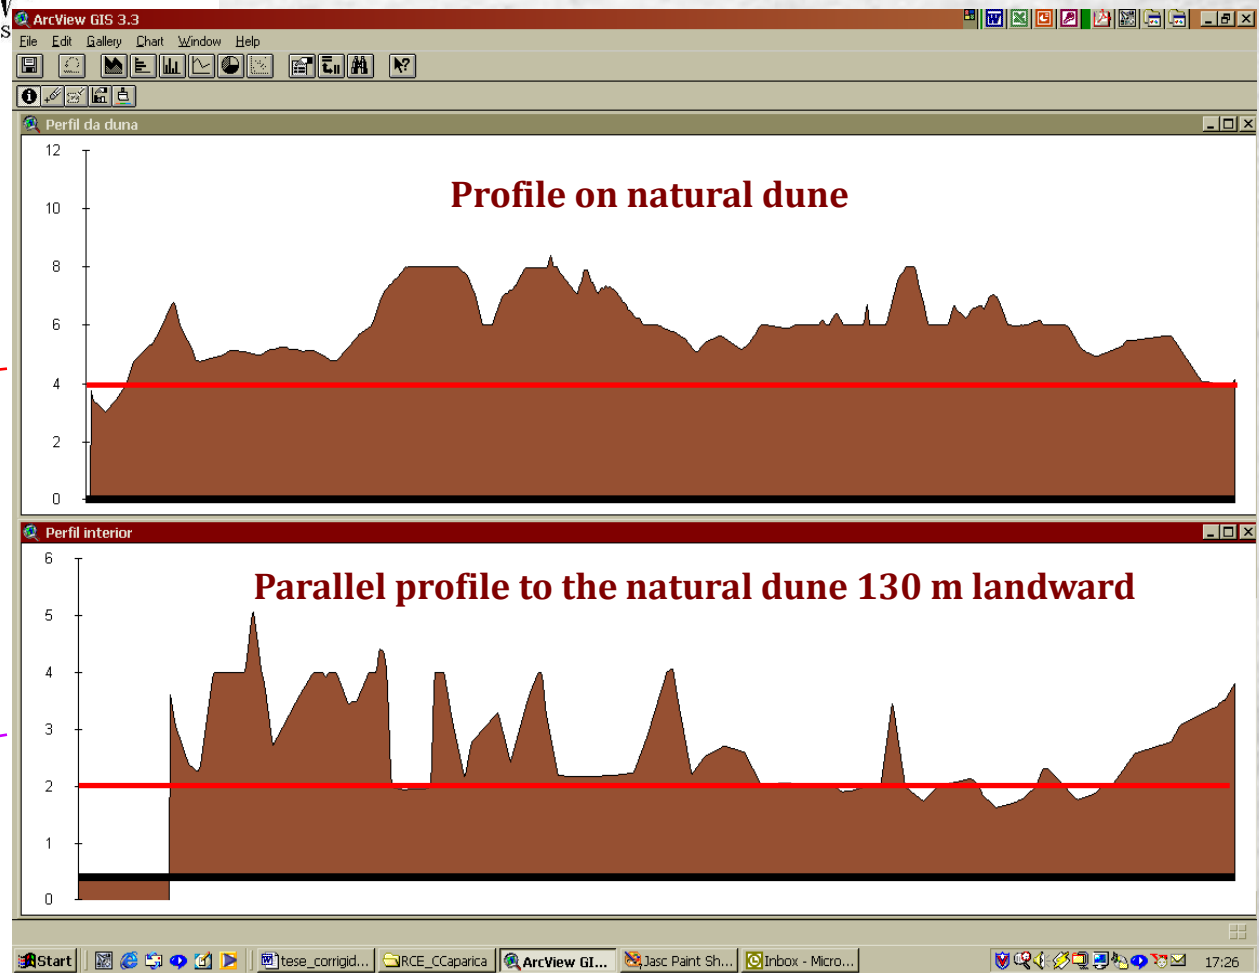 ArcView GIS 3.3
File Edit Gallery Chart Window Help
Perfil da duna
Profile on natural dune
12
10
8
6
4
2
0
Perfil interior
Parallel profile to the natural dune 130 m landward
6
5
4
3
2
1
0
Start tese_corrigid... RCE_CCaparica ArcView GI... Jasc Paint Sh... Inbox - Micro... 17:26